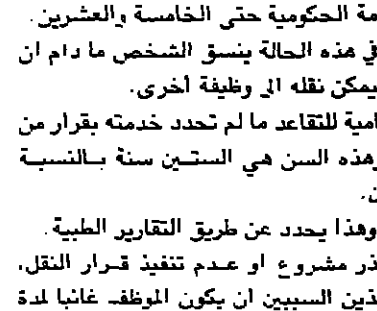 مة الحكومية حتى الخامسة والعشرين.
في هذه الحالة ينسق الشخص ما دام ان
يمكن نقله الى وظيفة أخرى.
امية للتقاعد ما لم تحدد خدمته بقرار من
وهذه السن هي الستين سنة بالنسبة
ن.
وهذا يحدد عن طريق التقارير الطبية.
ذر مشروع او عدم تنفيذ قرار النقل،
ذين السببين ان يكون الموظف غائبا لمدة